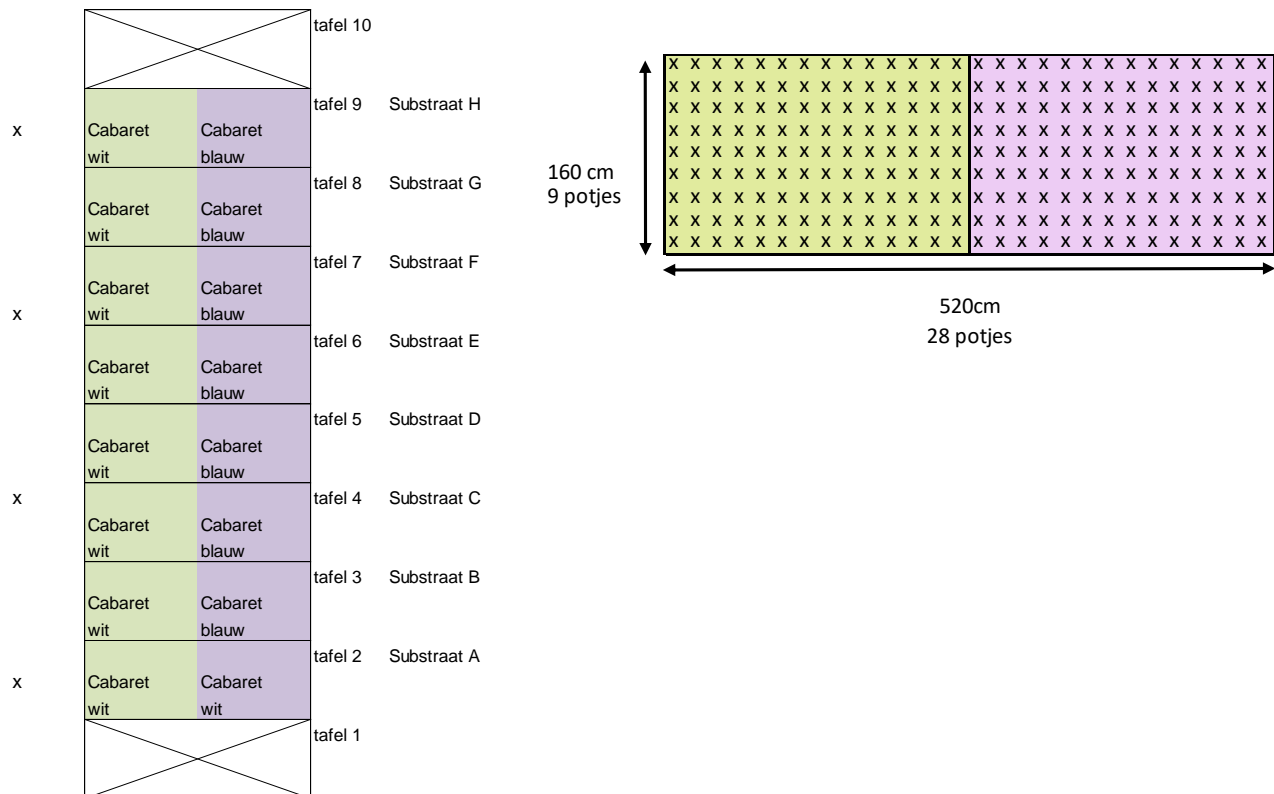 tafel 10
tafel 9 Substraat H
x Cabaret Cabaret
wit blauw
tafel 8 Substraat G
Cabaret Cabaret
wit blauw
tafel 7 Substraat F
Cabaret Cabaret
x wit blauw
tafel 6 Substraat E
Cabaret Cabaret
wit blauw
tafel 5 Substraat D
Cabaret Cabaret
wit blauw
x tafel 4 Substraat C
Cabaret Cabaret
wit blauw
tafel 3 Substraat B
Cabaret Cabaret
wit blauw
tafel 2 Substraat A
x Cabaret Cabaret
wit wit
tafel 1
x x x x x x x x x x x x x x x x x x x x x x x x x x x x
x x x x x x x x x x x x x x x x x x x x x x x x x x x x
x x x x x x x x x x x x x x x x x x x x x x x x x x x x
x x x x x x x x x x x x x x x x x x x x x x x x x x x x
x x x x x x x x x x x x x x x x x x x x x x x x x x x x
x x x x x x x x x x x x x x x x x x x x x x x x x x x x
x x x x x x x x x x x x x x x x x x x x x x x x x x x x
x x x x x x x x x x x x x x x x x x x x x x x x x x x x
x x x x x x x x x x x x x x x x x x x x x x x x x x x x
160 cm
9 potjes
520cm
28 potjes